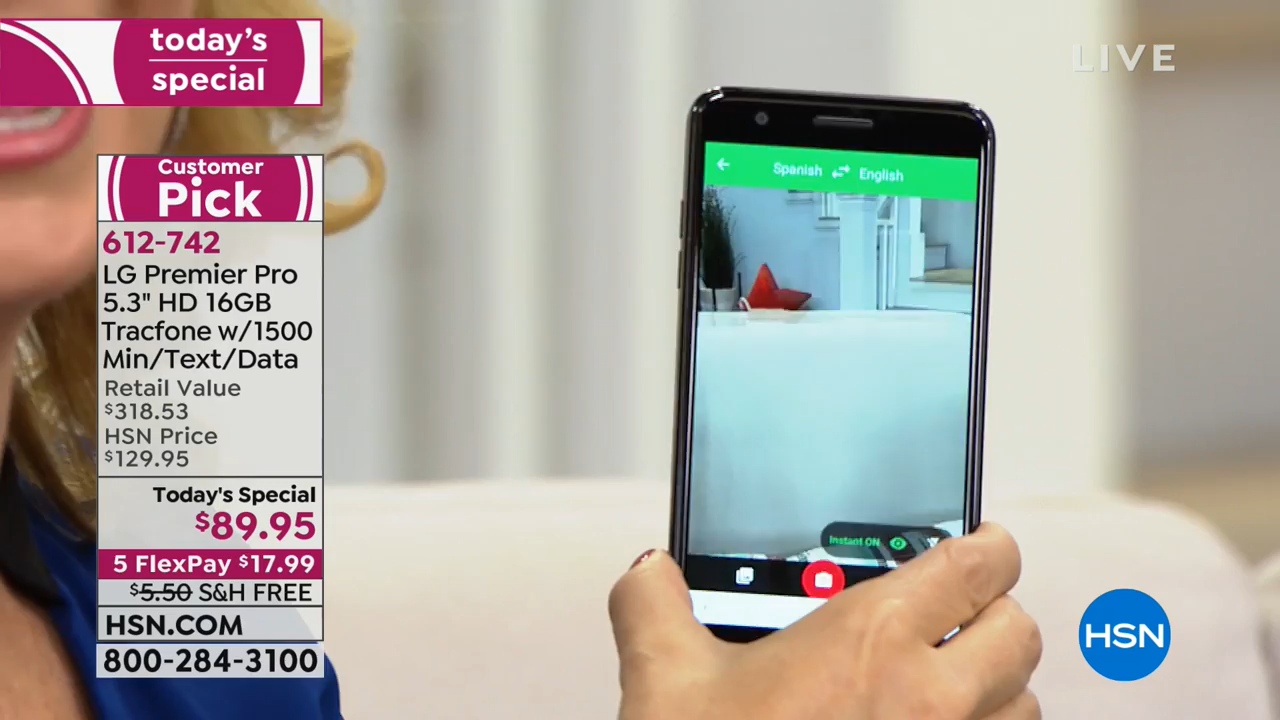 today's
special
LIVE
Customer
Pick
612-742
LG Premier Pro
5.3" HD 16GB
Tracfone w/1500
Min/Text/Data
Retail Value
$318.53
HSN Price
$129.95
Today's Special
$89.95
5 FlexPay $17.99
$5.50 S&H FREE
HSN.COM
800-284-3100
Spanish English
Instant ON
HSN